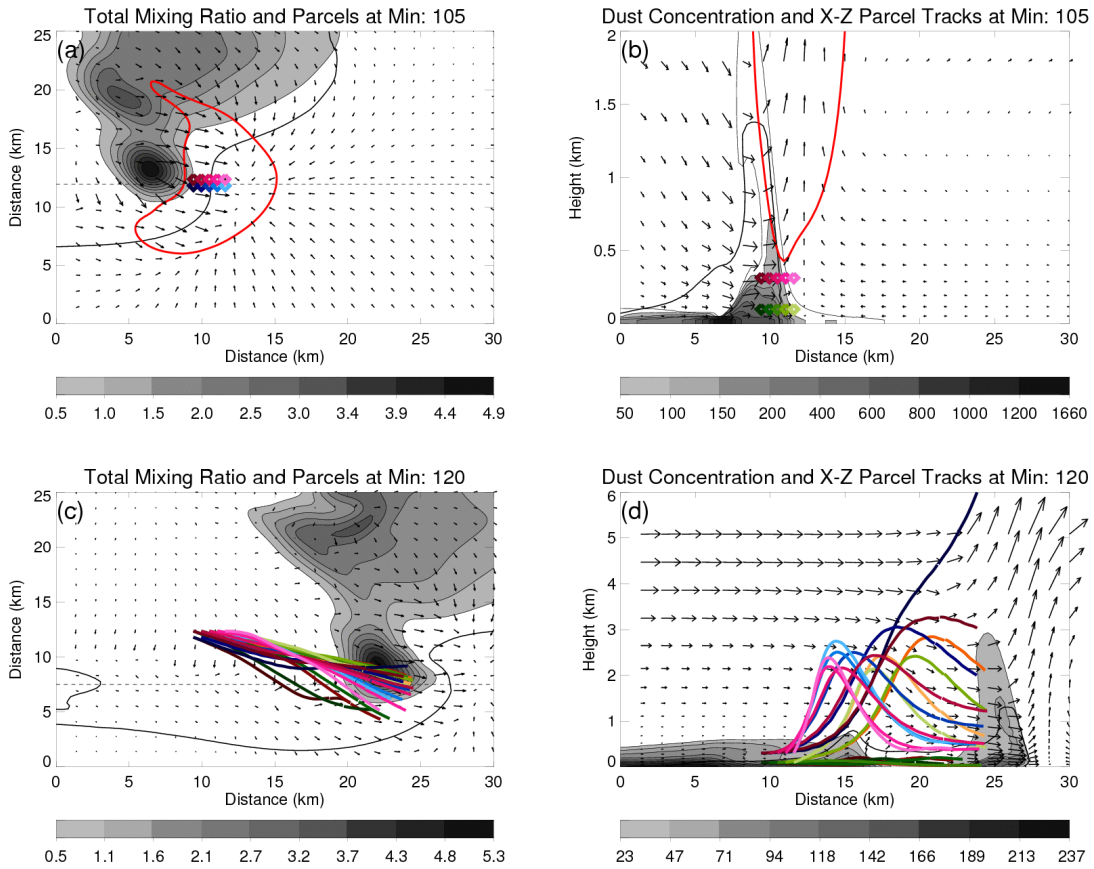 Total Mixing Ratio and Parcels at Min: 105
(a)
25
20
15
10
5
0
Distance (km)
0 5 10 15 20 25 30
Distance (km)
0.5 1.0 1.5 2.0 2.5 3.0 3.4 3.9 4.4 4.9
Dust Concentration and X-Z Parcel Tracks at Min: 105
(b)
2
1.5
1
0.5
0
Height (km)
0 5 10 15 20 25 30
Distance (km)
50 100 150 200 400 600 800 1000 1200 1660
Total Mixing Ratio and Parcels at Min: 120
(c)
25
20
15
10
5
0
Distance (km)
0 5 10 15 20 25 30
Distance (km)
0.5 1.1 1.6 2.1 2.7 3.2 3.7 4.3 4.8 5.3
Dust Concentration and X-Z Parcel Tracks at Min: 120
(d)
6
5
4
3
2
1
0
Height (km)
0 5 10 15 20 25 30
Distance (km)
23 47 71 94 118 142 166 189 213 237